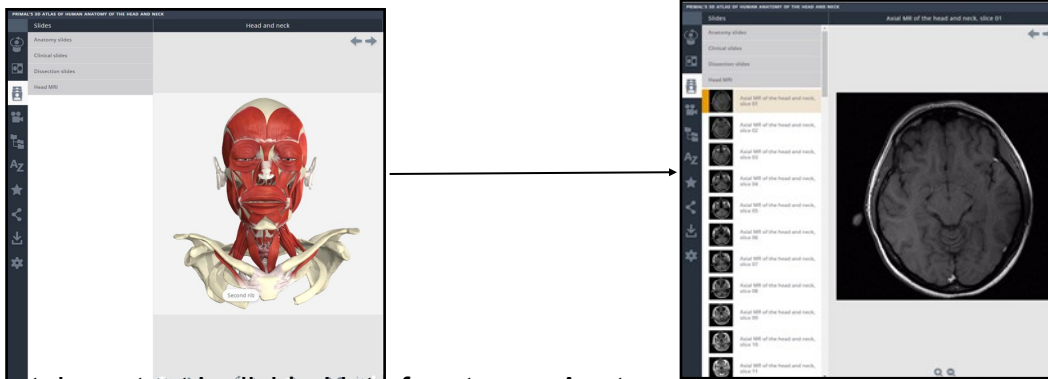 PRIMAL'S 3D ATLAS OF HUMAN ANATOMY OF THE HEAD AND NECK
Slides
Head and neck
Anatomy slides
Clinical slides
Dissection slides
Head MRI
AZ
Second rib
PRIMAL'S 3D ATLAS OF HUMAN ANATOMY OF THE HEAD AND NECK
Slides
Axial MR of the head and neck, slice 01
Anatomy slides
Clinical slides
Dissection slides
Head MRI
Axial MR of the head and neck,
slice 01
Axial MR of the head and neck,
slice 02
Axial MR of the head and neck,
slice 03
Axial MR of the head and neck,
slice 04
Axial MR of the head and neck,
slice 05
Axial MR of the head and neck,
slice 06
Axial MR of the head and neck,
slice 07
Axial MR of the head and neck,
slice 08
Axial MR of the head and neck,
slice 09
Axial MR of the head and neck,
slice 10
Axial MR of the head and neck,
slice 11
AZ